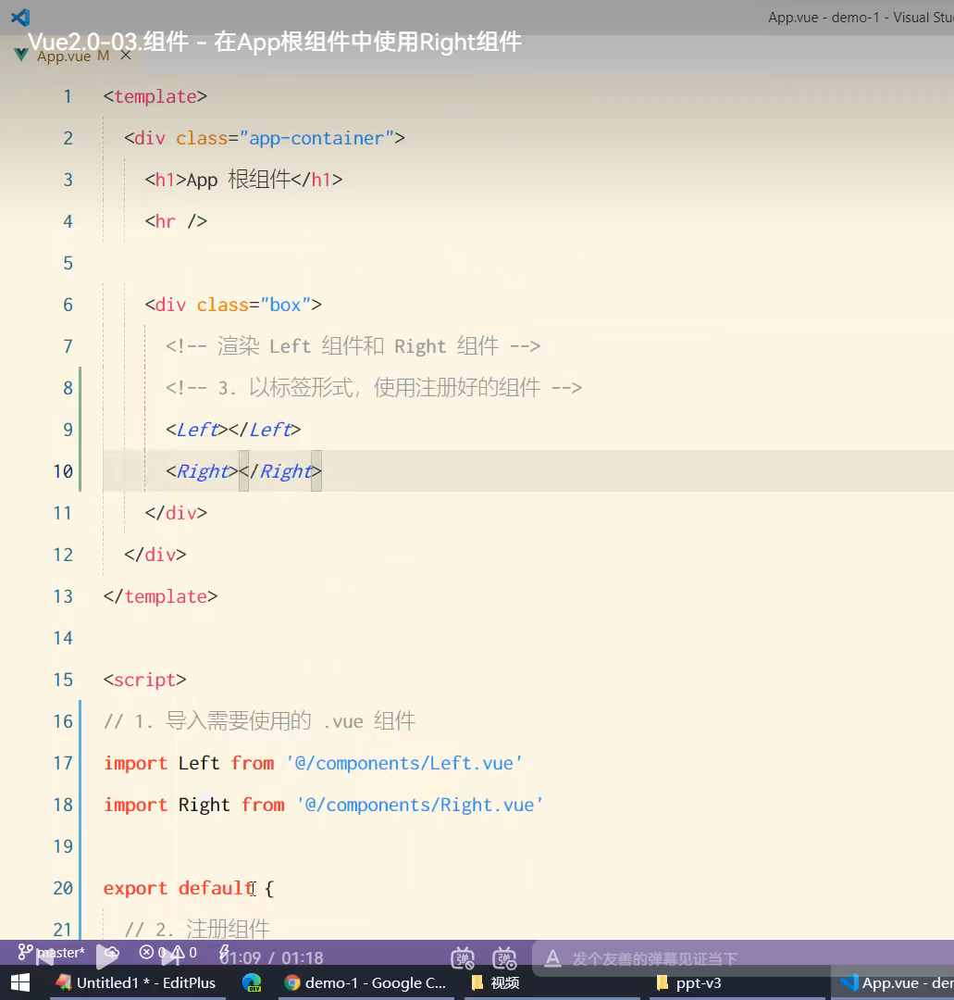 App.vue - demo-1 - Visual Stu
Vue2.0-03.组件 - 在App根组件中使用Right组件
App.vue M
1 <template>
2 <div class="app-container">
3 <h1>App 根组件</h1>
4 <hr />
5
6 <div class="box">
7 <!-- 渲染 Left 组件和 Right 组件 -->
8 <!-- 3. 以标签形式，使用注册好的组件 -->
9 <Left></Left>
10 <Right></Right>
11 </div>
12 </div>
13 </template>
14
15 <script>
16 // 1. 导入需要使用的 .vue 组件
17 import Left from '@/components/Left.vue'
18 import Right from '@/components/Right.vue'
19
20 export default {
21 // 2. 注册组件
master* 0 0 01:09 / 01:18 弹 弹 A 发个友善的弹幕见证当下
Untitled1 * - EditPlus DEV demo-1 - Google C... 视频 ppt-v3 App.vue - den